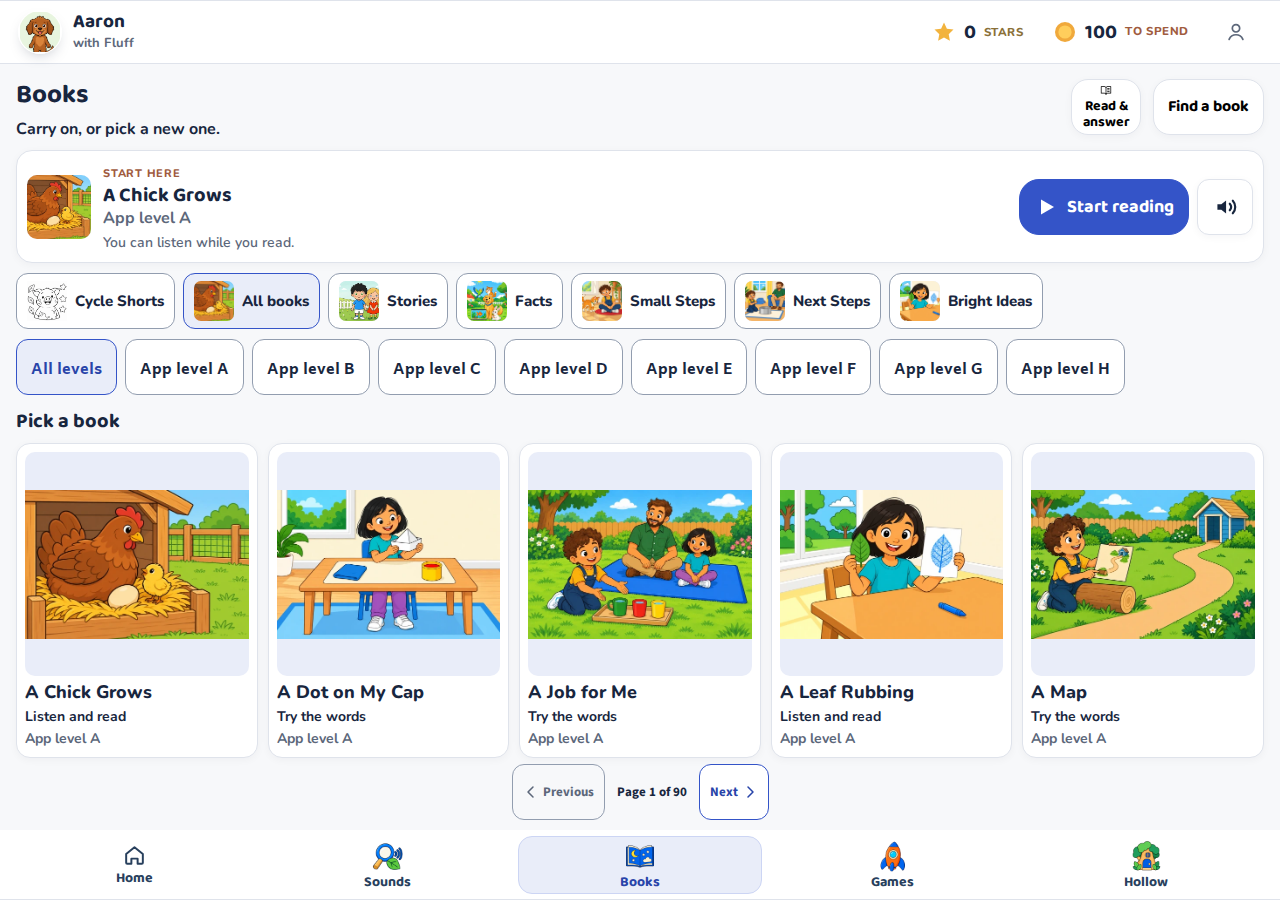 Aaron
with Fluff
0 STARS
100 TO SPEND
Books
Carry on, or pick a new one.
Read &
answer
Find a book
START HERE
A Chick Grows
App level A
You can listen while you read.
Start reading
Cycle Shorts
All books
Stories
Facts
Small Steps
Next Steps
Bright Ideas
All levels
App level A
App level B
App level C
App level D
App level E
App level F
App level G
App level H
Pick a book
A Chick Grows
Listen and read
App level A
A Dot on My Cap
Try the words
App level A
A Job for Me
Try the words
App level A
A Leaf Rubbing
Listen and read
App level A
A Map
Try the words
App level A
Previous
Page 1 of 90
Next
Home
Sounds
Books
Games
Hollow